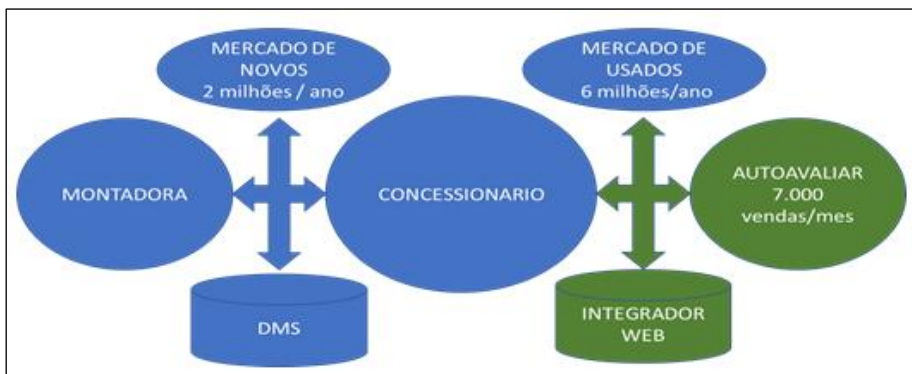 MERCADO DE
NOVOS
2 milhões / ano
MERCADO DE
USADOS
6 milhões/ano
MONTADORA
CONCESSIONARIO
AUTOAVALIAR
7.000
vendas/mes
DMS
INTEGRADOR
WEB